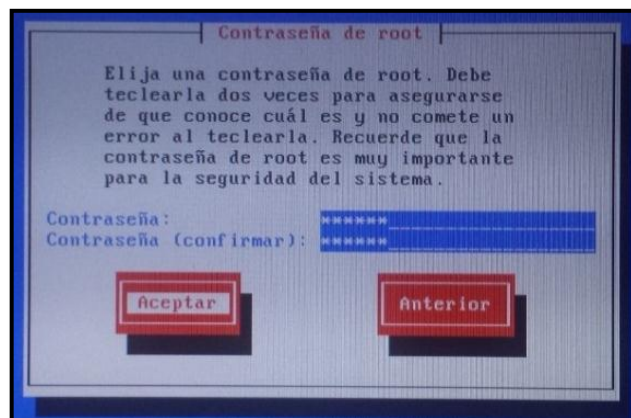 Contraseña de root
Elija una contraseña de root. Debe
teclearla dos veces para asegurarse
de que conoce cuál es y no comete un
error al teclearla. Recuerde que la
contraseña de root es muy importante
para la seguridad del sistema.
Contraseña: ******
Contraseña (confirmar): ******
Aceptar Anterior